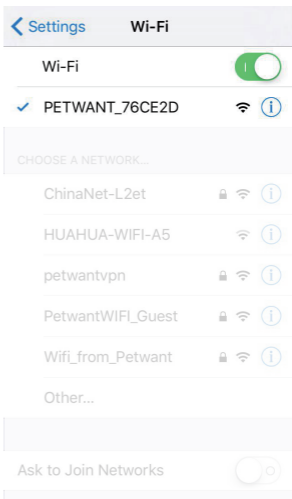 Settings Wi-Fi
Wi-Fi
PETWANT_76CE2D
CHOOSE A NETWORK...
ChinaNet-L2et
HUAHUA-WIFI-A5
petwantvpn
PetwantWIFI_Guest
Wifi_from_Petwant
Other...
Ask to Join Networks